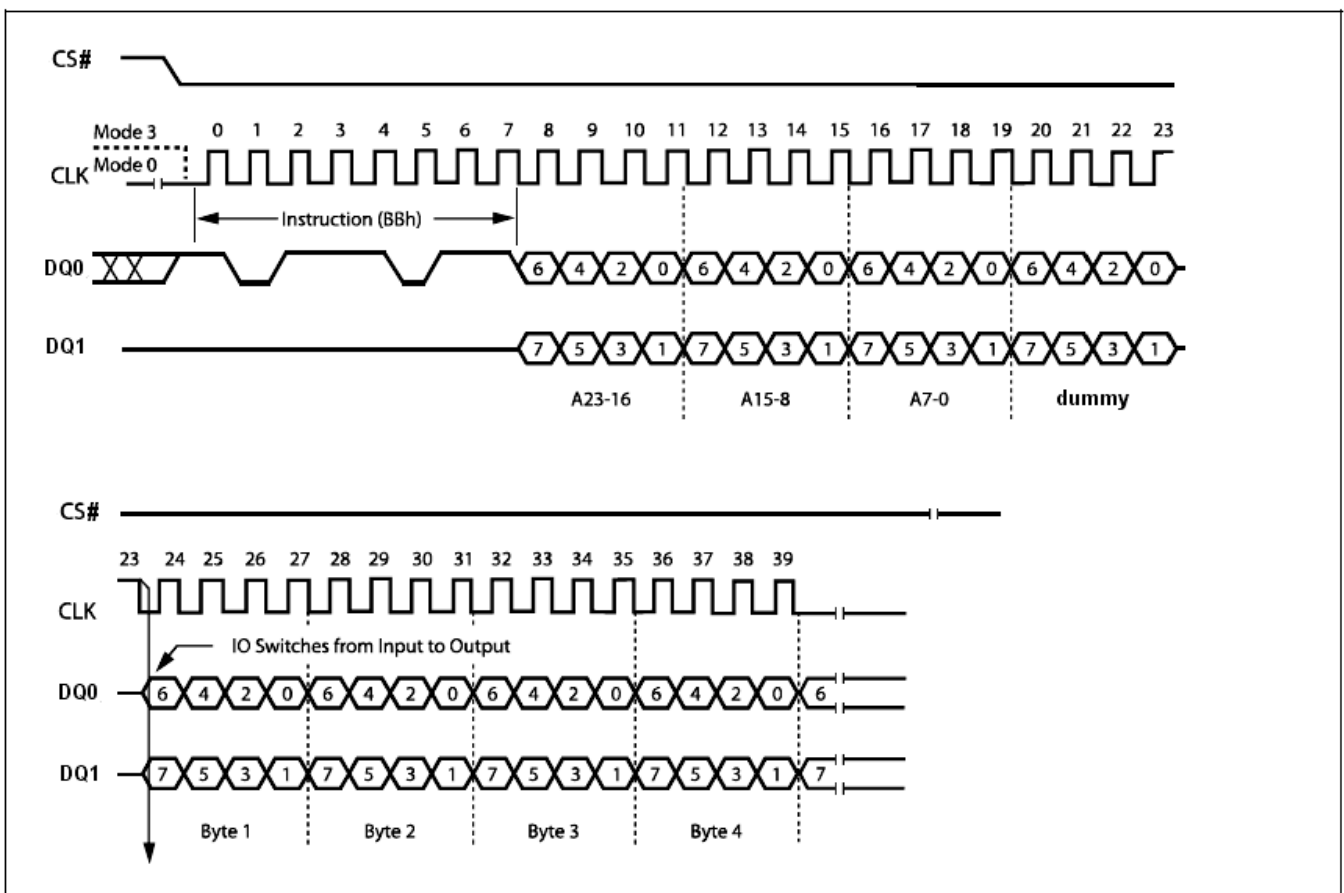 CS#
Mode 3 0 1 2 3 4 5 6 7 8 9 10 11 12 13 14 15 16 17 18 19 20 21 22 23
Mode 0
CLK
Instruction (BBh)
DQ0 6 4 2 0 6 4 2 0 6 4 2 0 6 4 2 0
DQ1 7 5 3 1 7 5 3 1 7 5 3 1 7 5 3 1
A23-16 A15-8 A7-0 dummy
CS#
23 24 25 26 27 28 29 30 31 32 33 34 35 36 37 38 39
CLK
IO Switches from Input to Output
DQ0 6 4 2 0 6 4 2 0 6 4 2 0 6 4 2 0 6
DQ1 7 5 3 1 7 5 3 1 7 5 3 1 7 5 3 1 7
Byte 1 Byte 2 Byte 3 Byte 4